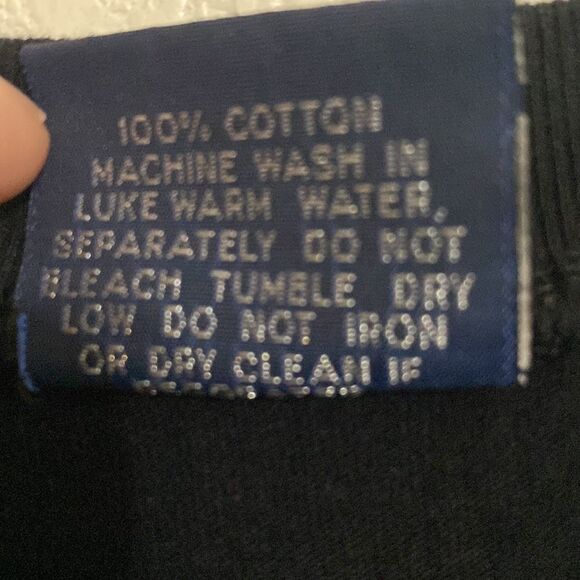 100% COTTON
MACHINE WASH IN
LUKE WARM WATER,
SEPARATELY DO NOT
BLEACH TUMBLE DRY
LOW DO NOT IRON
OR DRY CLEAN IF